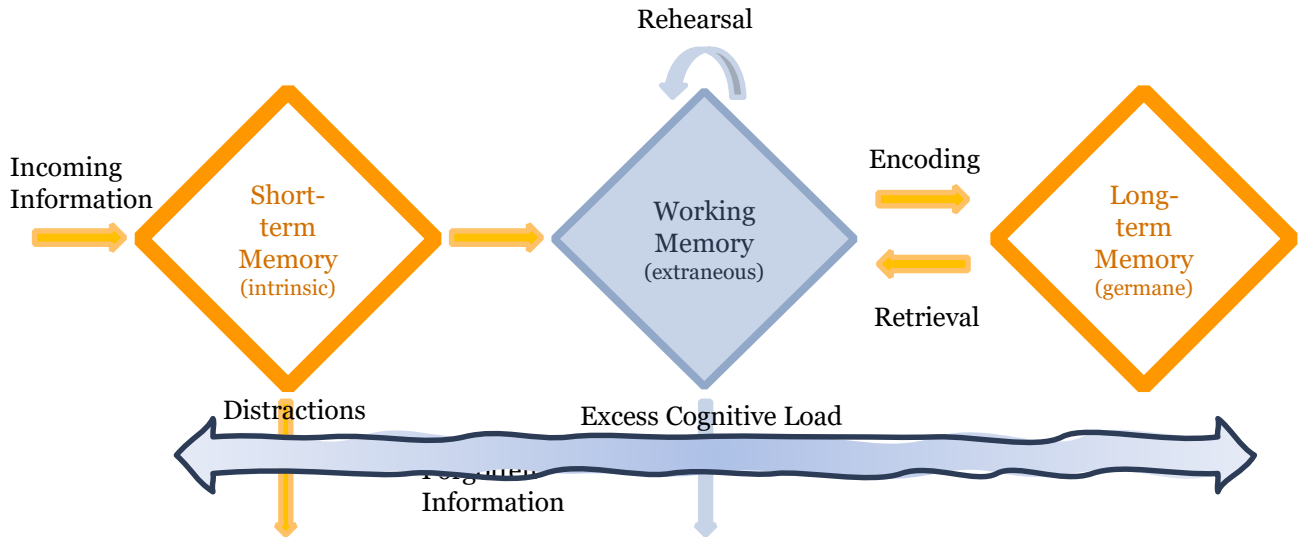 Rehearsal
Incoming
Information
Short-
term
Memory
(intrinsic)
Working
Memory
(extraneous)
Encoding
Retrieval
Long-
term
Memory
(germane)
Distractions
Excess Cognitive Load
Forgotten
Information